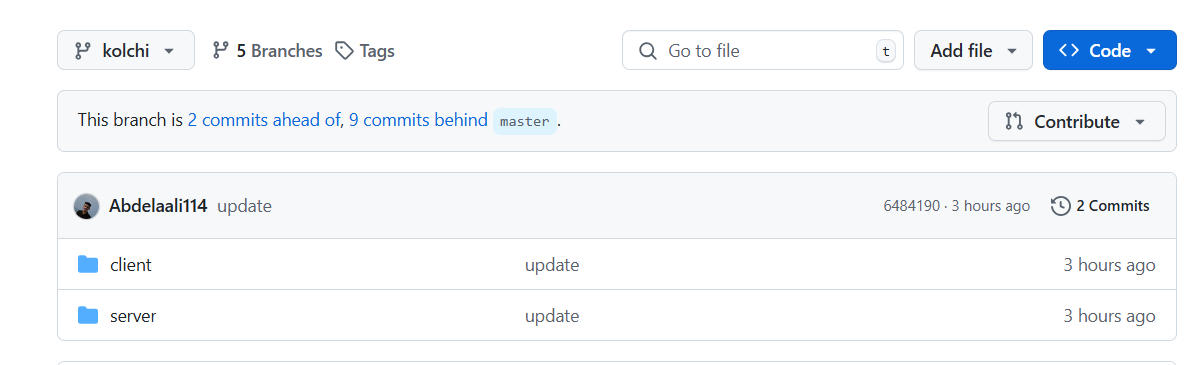 kolchi 5 Branches Tags Go to file t Add file Code
This branch is 2 commits ahead of, 9 commits behind master .
Contribute
Abdelaali114 update 6484190 · 3 hours ago 2 Commits
client update 3 hours ago
server update 3 hours ago